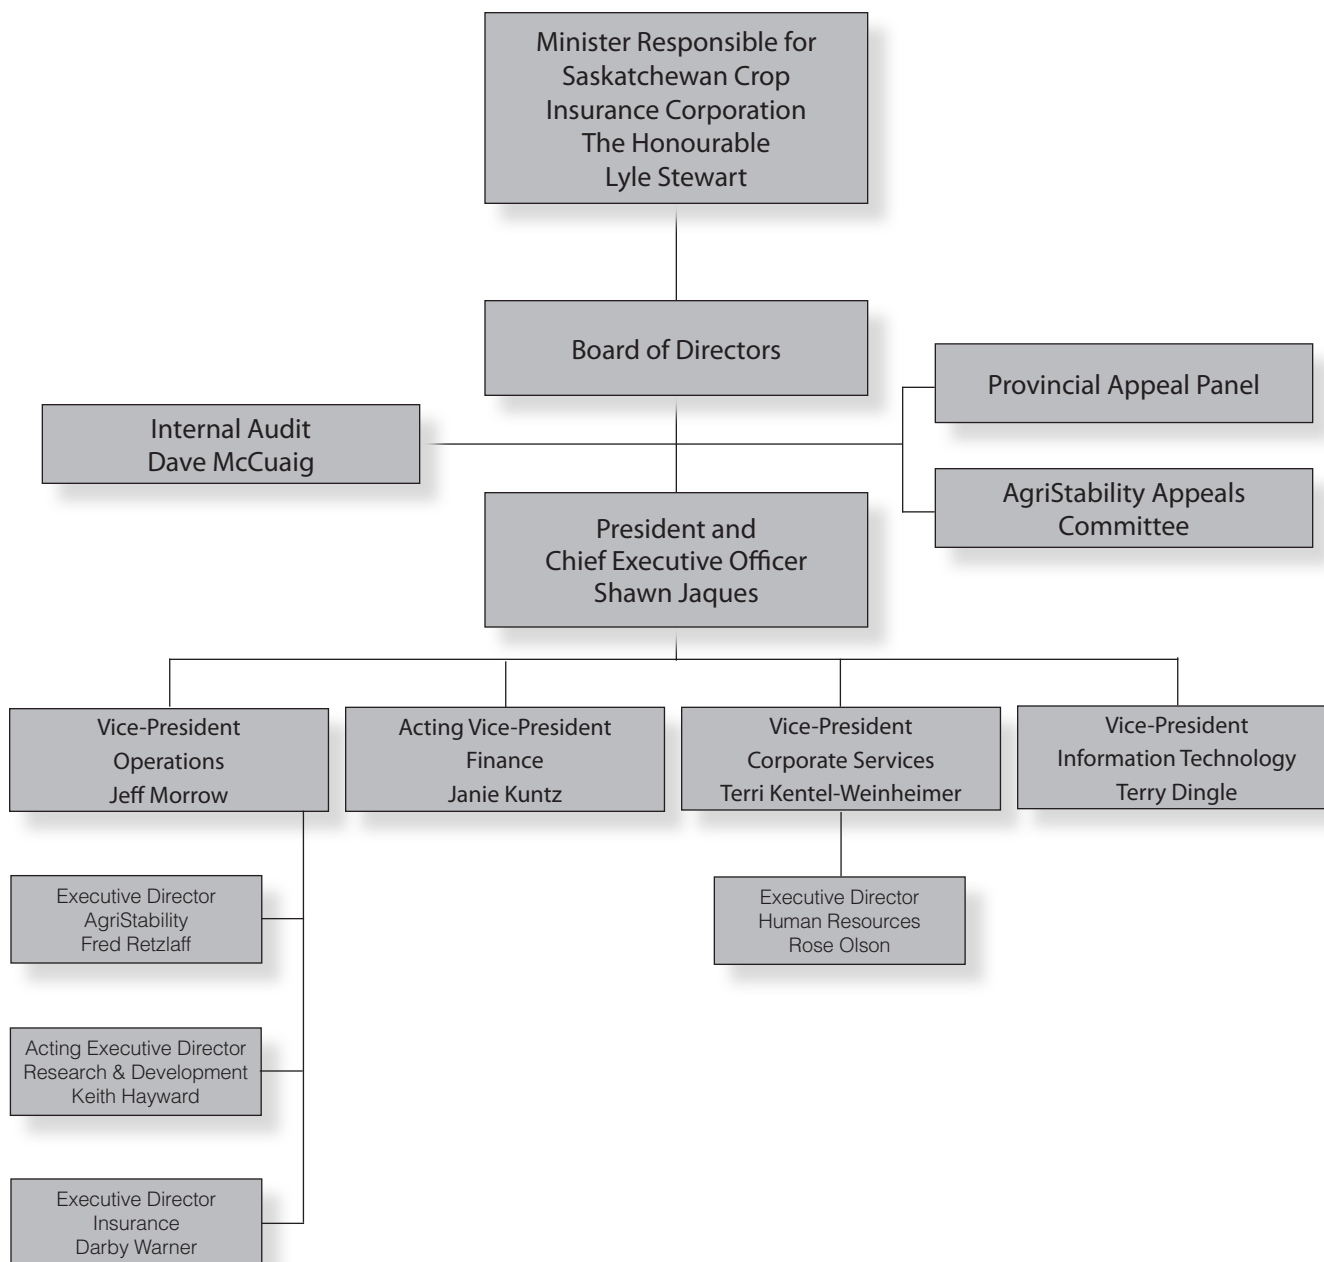 Minister Responsible for
Saskatchewan Crop
Insurance Corporation
The Honourable
Lyle Stewart
Board of Directors
Provincial Appeal Panel
Internal Audit
Dave McCuaig
AgriStability Appeals
Committee
President and
Chief Executive Officer
Shawn Jaques
Vice-President
Operations
Jeff Morrow
Acting Vice-President
Finance
Janie Kuntz
Vice-President
Corporate Services
Terri Kentel-Weinheimer
Vice-President
Information Technology
Terry Dingle
Executive Director
AgriStability
Fred Retzlaff
Executive Director
Human Resources
Rose Olson
Acting Executive Director
Research & Development
Keith Hayward
Executive Director
Insurance
Darby Warner